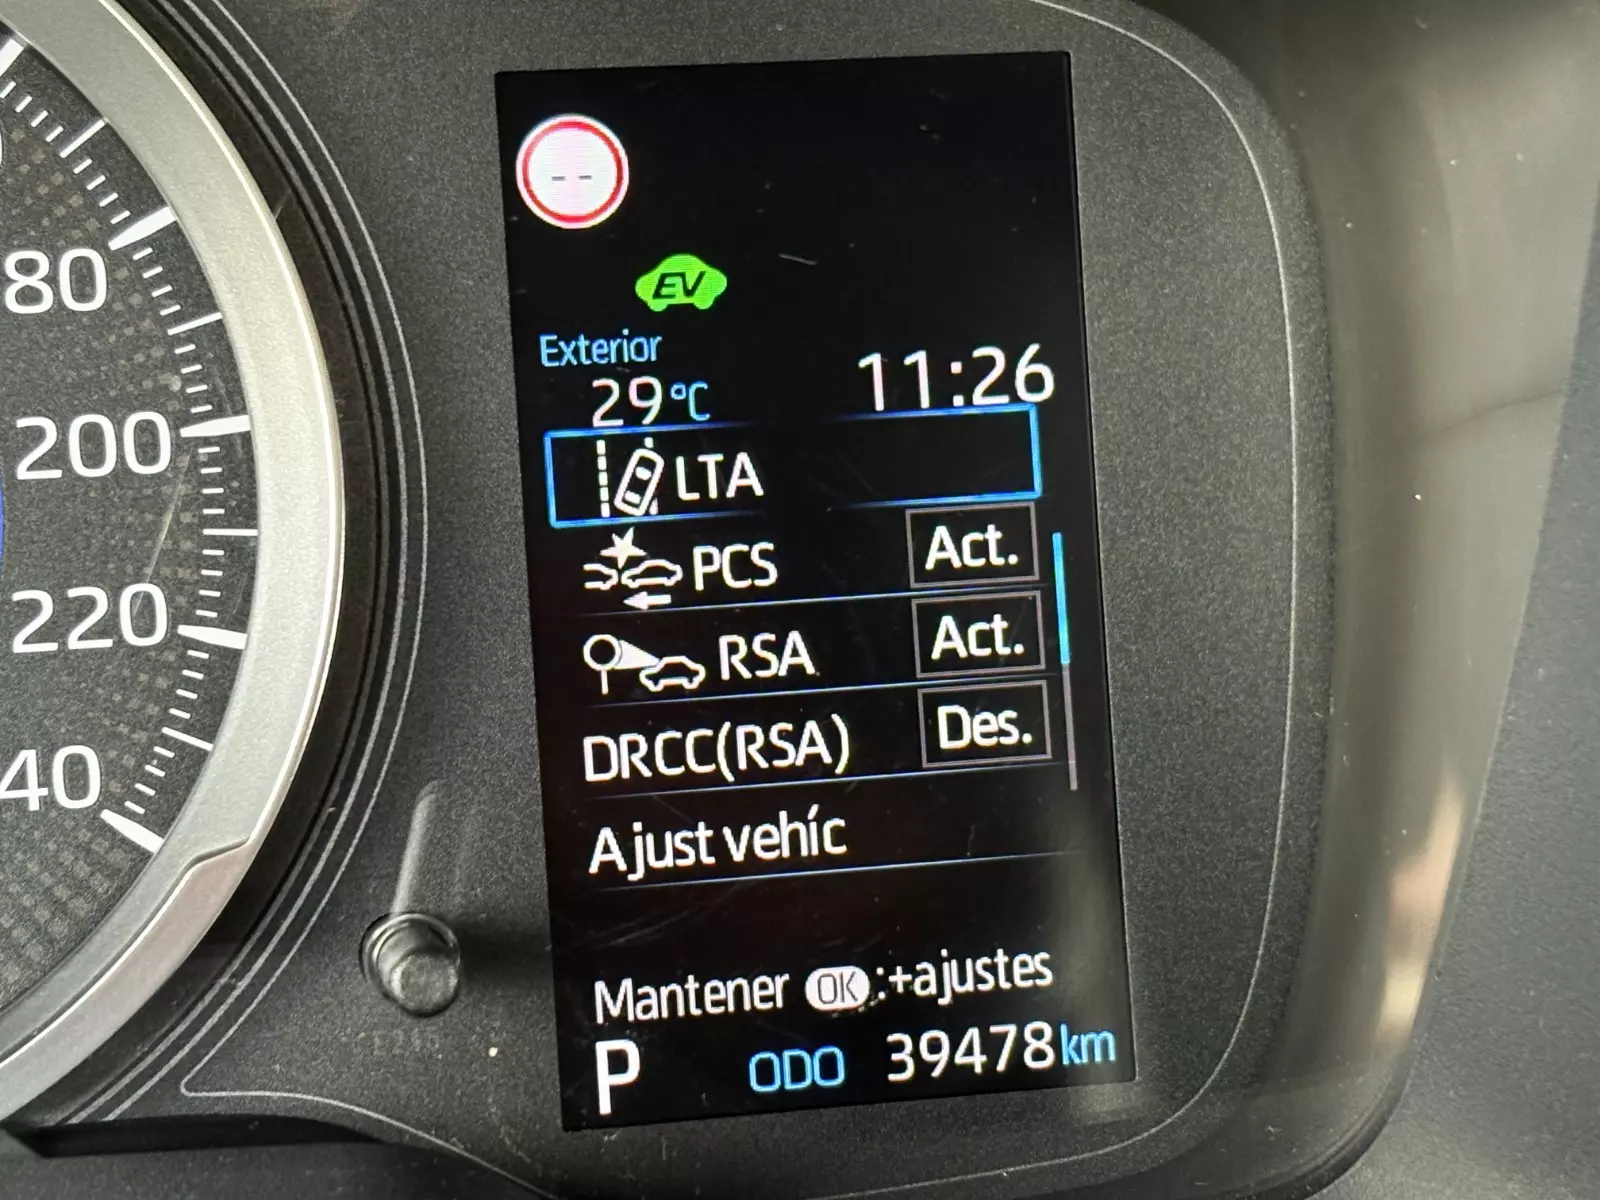 --
EV
Exterior
29°C 11:26
LTA
PCS Act.
RSA Act.
DRCC(RSA) Des.
Ajust vehíc
Mantener OK:+ajustes
P ODO 39478km
80
200
220
40